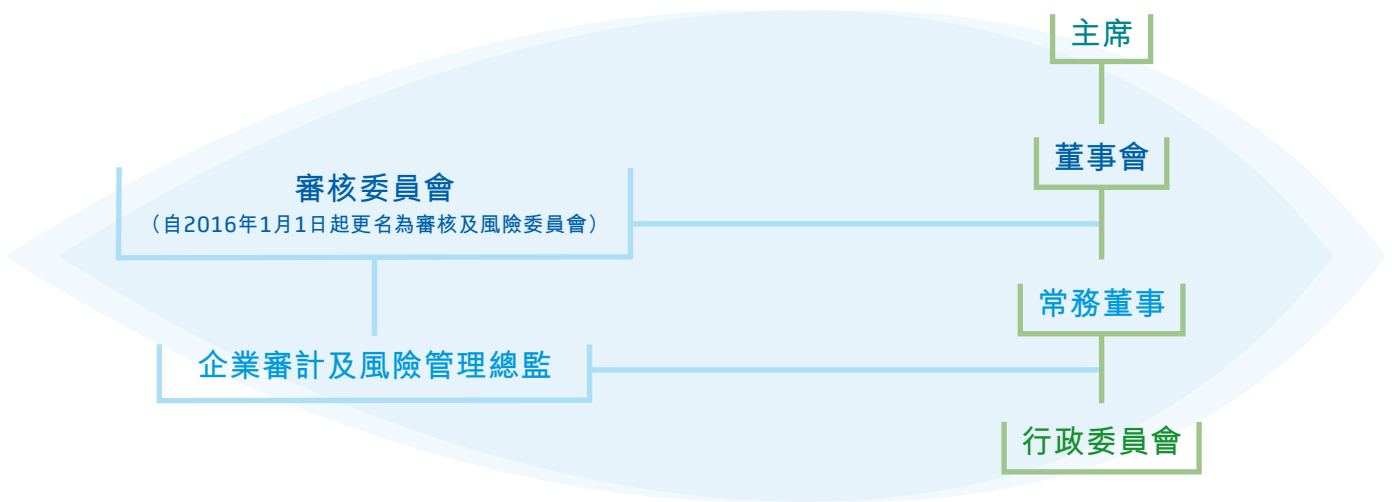 主席
董事會
審核委員會
（自2016年1月1日起更名為審核及風險委員會）
常務董事
企業審計及風險管理總監
行政委員會